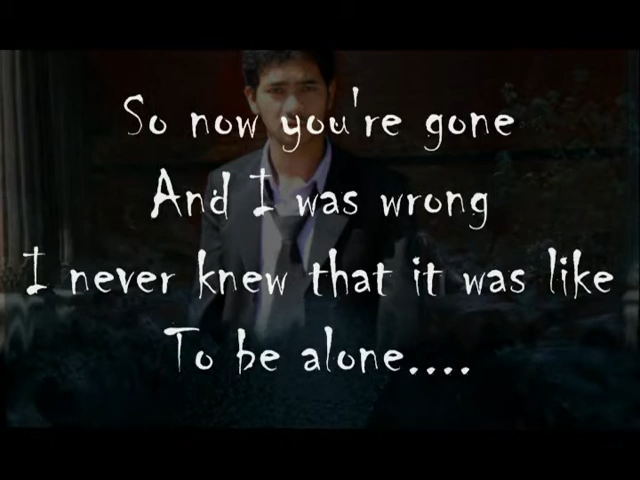 So now you're gone
And I was wrong
I never knew that it was like
To be alone....